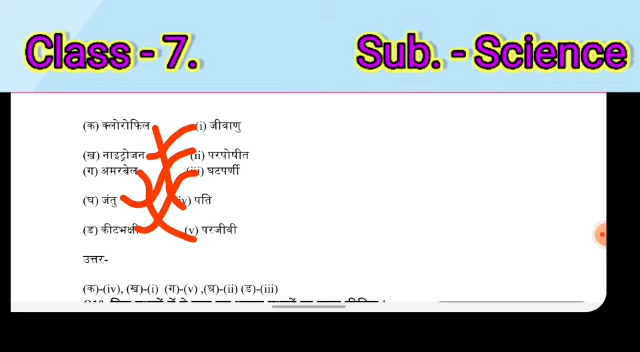 Class - 7. Sub. - Science
(क) क्लोरोफिल (i) जीवाणु
(ख) नाइट्रोजन (ii) परपोषीत
(ग) अमरबेल (iii) घटपर्णी
(घ) जंतु (iv) पति
(ड) कीटभक्षी (v) परजीवी
उत्तर-
(क)-(iv), (ख)-(i) (ग)-(v) ,(घ)-(ii) (ड)-(iii)